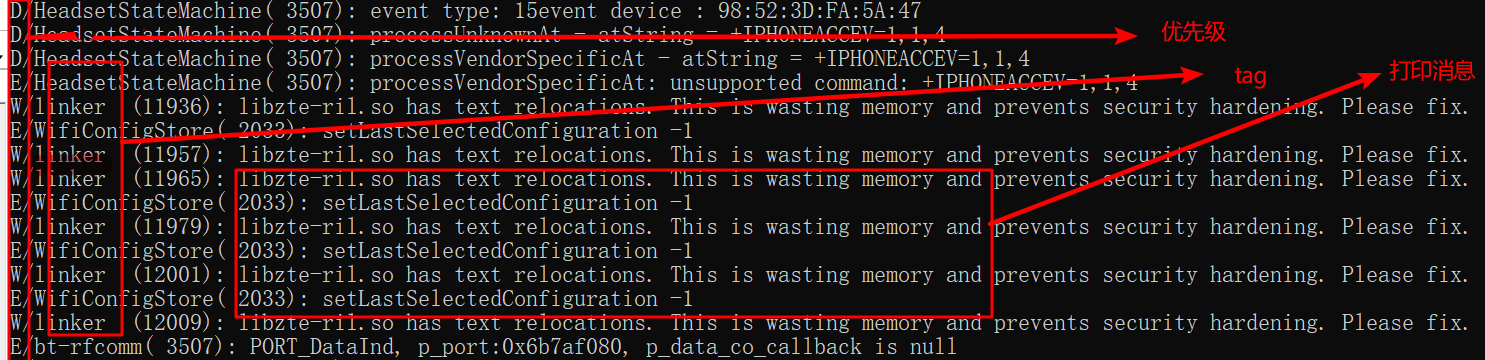 D/HeadsetStateMachine( 3507): event type: 15event device : 98:52:3D:FA:5A:47
D/HeadsetStateMachine( 3507): processUnknownAt - atString = +IPHONEACCEV=1,1,4
优先级
D/HeadsetStateMachine( 3507): processVendorSpecificAt - atString = +IPHONEACCEV=1,1,4
打印消息
E/HeadsetStateMachine( 3507): processVendorSpecificAt: unsupported command: +IPHONEACCEV=1,1,4
tag
W/linker  (11936): libzte-ril.so has text relocations. This is wasting memory and prevents security hardening. Please fix.
E/WifiConfigStore( 2033): setLastSelectedConfiguration -1
W/linker  (11957): libzte-ril.so has text relocations. This is wasting memory and prevents security hardening. Please fix.
W/linker  (11965): libzte-ril.so has text relocations. This is wasting memory and prevents security hardening. Please fix.
E/WifiConfigStore( 2033): setLastSelectedConfiguration -1
W/linker  (11979): libzte-ril.so has text relocations. This is wasting memory and prevents security hardening. Please fix.
E/WifiConfigStore( 2033): setLastSelectedConfiguration -1
W/linker  (12001): libzte-ril.so has text relocations. This is wasting memory and prevents security hardening. Please fix.
E/WifiConfigStore( 2033): setLastSelectedConfiguration -1
W/linker  (12009): libzte-ril.so has text relocations. This is wasting memory and prevents security hardening. Please fix.
E/bt-rfcomm( 3507): PORT_DataInd, p_port:0x6b7af080, p_data_co_callback is null